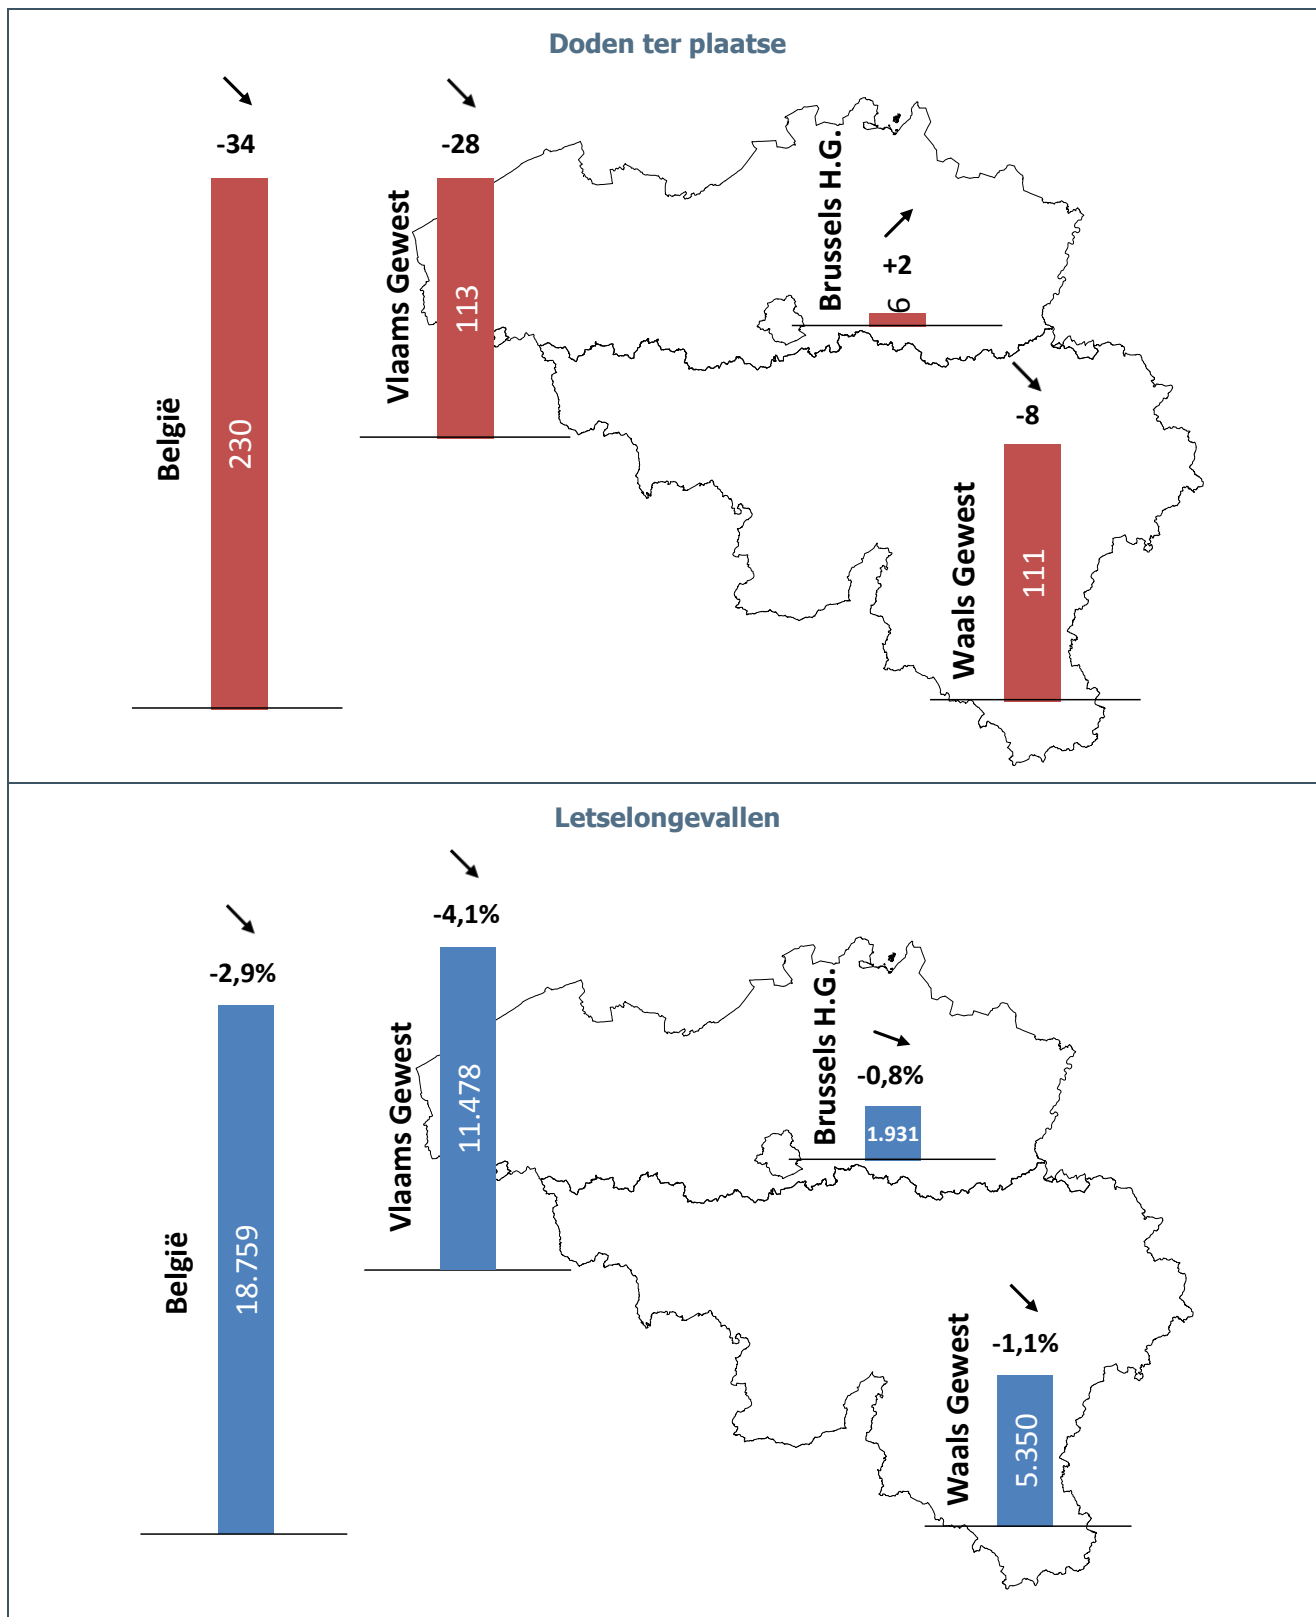 Doden ter plaatse
-34
België
230
-28
Vlaams Gewest
113
Brussels H.G.
+2
6
-8
Waals Gewest
111
Letselongevallen
-2,9%
België
18.759
-4,1%
Vlaams Gewest
11.478
Brussels H.G.
-0,8%
1.931
-1,1%
Waals Gewest
5.350